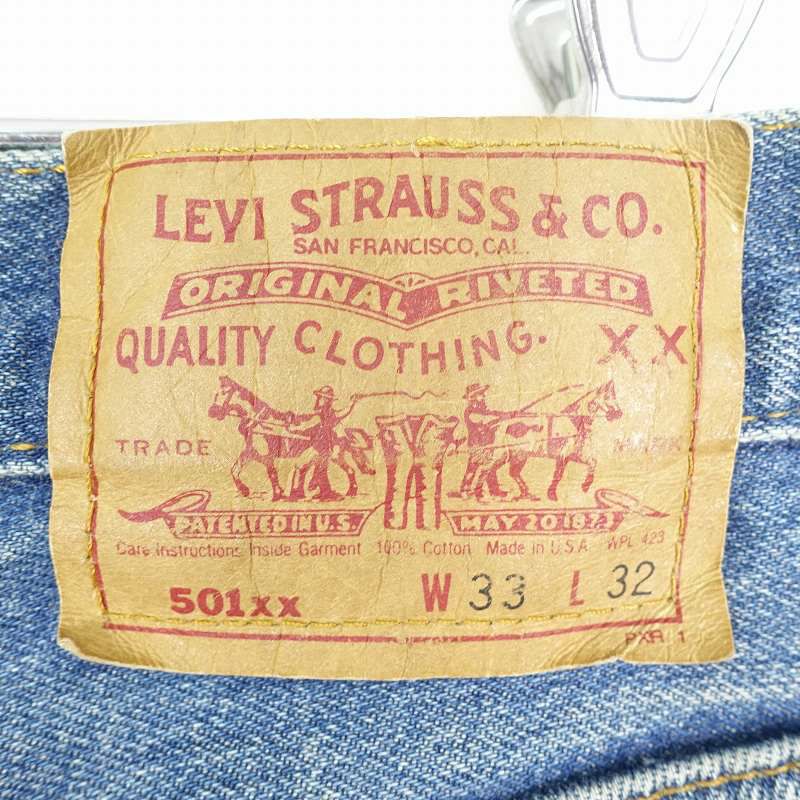 LEVI STRAUSS & CO.
SAN FRANCISCO, CAL.
ORIGINAL RIVETED
QUALITY CLOTHING. XX
TRADE MARK
PATENTED IN U.S. MAY 20 1873
Care Instructions Inside Garment 100% Cotton Made in U.S.A WPL 423
501xx W 33 L 32
PXR 1